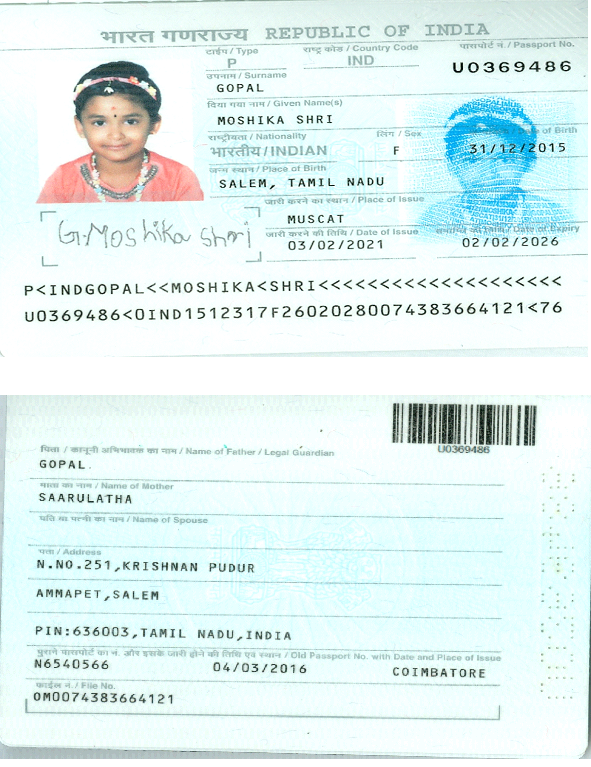 भारत गणराज्य REPUBLIC OF INDIA
टाईप / Type राष्ट्र कोड / Country Code पासपोर्ट नं. / Passport No.
P IND U0369486
उपनाम / Surname
GOPAL
दिया गया नाम / Given Name(s)
MOSHIKA SHRI
राष्ट्रीयता / Nationality लिंग / Sex Date of Birth
भारतीय / INDIAN F 31/12/2015
जन्म स्थान / Place of Birth
SALEM, TAMIL NADU
जारी करने का स्थान / Place of Issue
MUSCAT
जारी करने की तिथि / Date of Issue समाप्ति की तिथि / Date of Expiry
03/02/2021 02/02/2026
G.Moshika Shri
P<INDGOPAL<<MOSHIKA<SHRI<<<<<<<<<<<<<<<<<<<<
U0369486<0IND1512317F26020280074383664121<76
U0369486
पिता / कानूनी अभिभावक का नाम / Name of Father / Legal Guardian
GOPAL
माता का नाम / Name of Mother
SAARULATHA
पति या पत्नी का नाम / Name of Spouse
पता / Address
N.NO.251,KRISHNAN PUDUR
AMMAPET,SALEM
PIN:636003,TAMIL NADU,INDIA
पुराने पासपोर्ट का नं. और इसके जारी होने की तिथि एवं स्थान / Old Passport No. with Date and Place of Issue
N6540566 04/03/2016 COIMBATORE
फाईल नं. / File No.
OM0074383664121